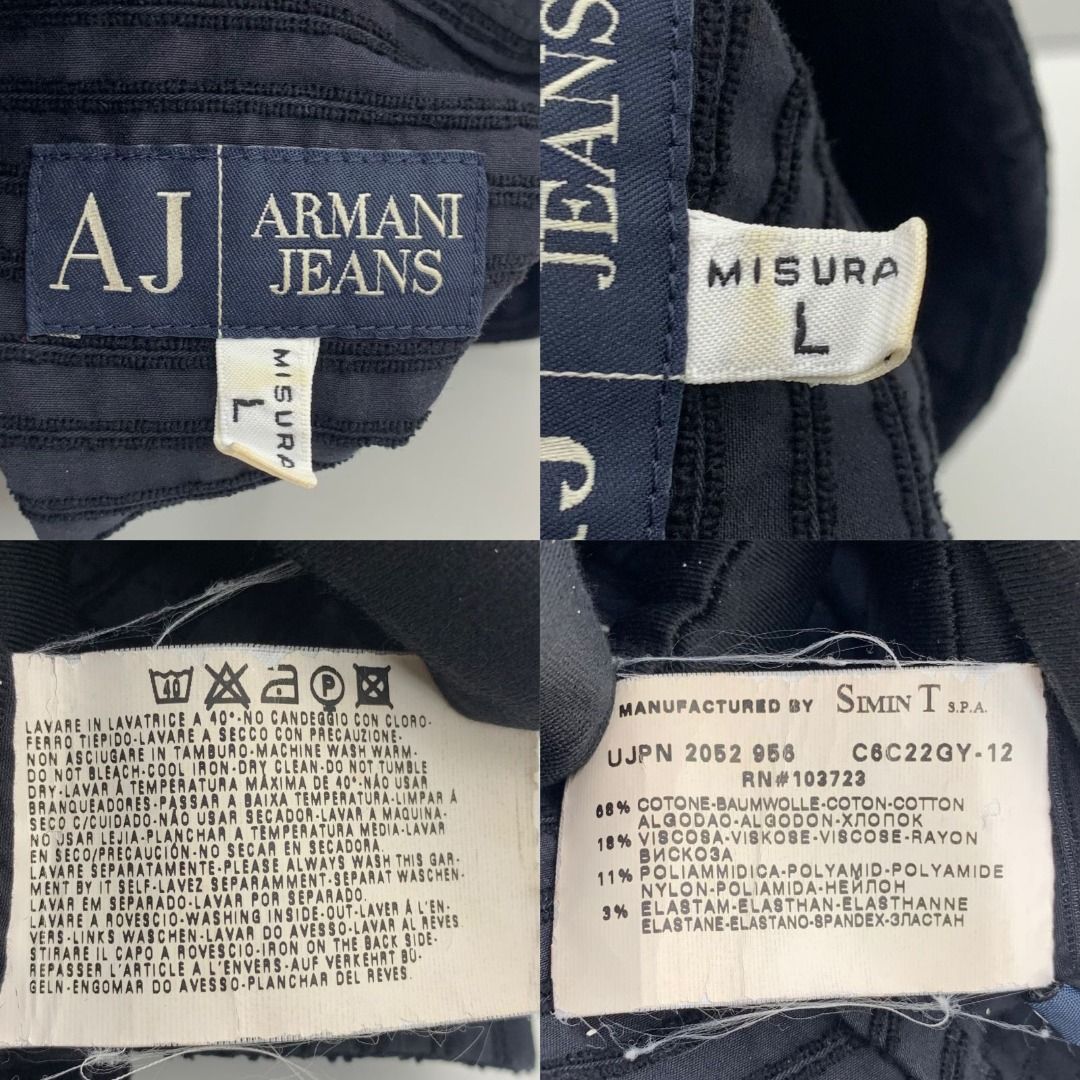 AJ
ARMANI
JEANS
MISURA
L
JEANS
J
MISURA
L
40
P
LAVARE IN LAVATRICE A 40°-NO CANDEGGIO CON CLORO-
FERRO TIEPIDO-LAVARE A SECCO CON PRECAUZIONE-
NON ASCIUGARE IN TAMBURO-MACHINE WASH WARM-
DO NOT BLEACH-COOL IRON-DRY CLEAN-DO NOT TUMBLE
DRY-LAVAR À TEMPERATURA MÁXIMA DE 40°-NÃO USAR
BRANQUEADORES-PASSAR A BAIXA TEMPERATURA-LIMPAR Á
SECO C/CUIDADO-NÃO USAR SECADOR-LAVAR A MAQUINA-
NO USAR LEJIA-PLANCHAR A TEMPERATURA MÉDIA-LAVAR
EN SECO/PRECAUCIÓN-NO SECAR EN SECADORA.
LAVARE SEPARATAMENTE-PLEASE ALWAYS WASH THIS GAR-
MENT BY IT SELF-LAVEZ SEPARAMMENT-SEPARAT WASCHEN-
LAVAR EM SEPARADO-LAVAR POR SEPARADO.
LAVARE A ROVESCIO-WASHING INSIDE-OUT-LAVER Á L'EN-
VERS-LINKS WASCHEN-LAVAR DO AVESSO-LAVAR AL REVES
STIRARE IL CAPO A ROVESCIO-IRON ON THE BACK SIDE-
REPASSER L'ARTICLE A L'ENVERS-AUF VERKEHRT BÜ-
GELN-ENGOMAR DO AVESSO-PLANCHAR DEL REVES.
MANUFACTURED BY SIMINT S.P.A.
UJPN 2052 956 C6C22GY-12
RN#103723
68% COTONE-BAUMWOLLE-COTON-COTTON
ALGODAO-ALGODON-ХЛОПОК
18% VISCOSA-VISKOSE-VISCOSE-RAYON
ВИСКОЗА
11% POLIAMMIDICA-POLYAMID-POLYAMIDE
NYLON-POLIAMIDA-НЕЙЛОН
3% ELASTAM-ELASTHAN-ELASTHANNE
ELASTANE-ELASTANO-SPANDEX-ЭЛАСТАН